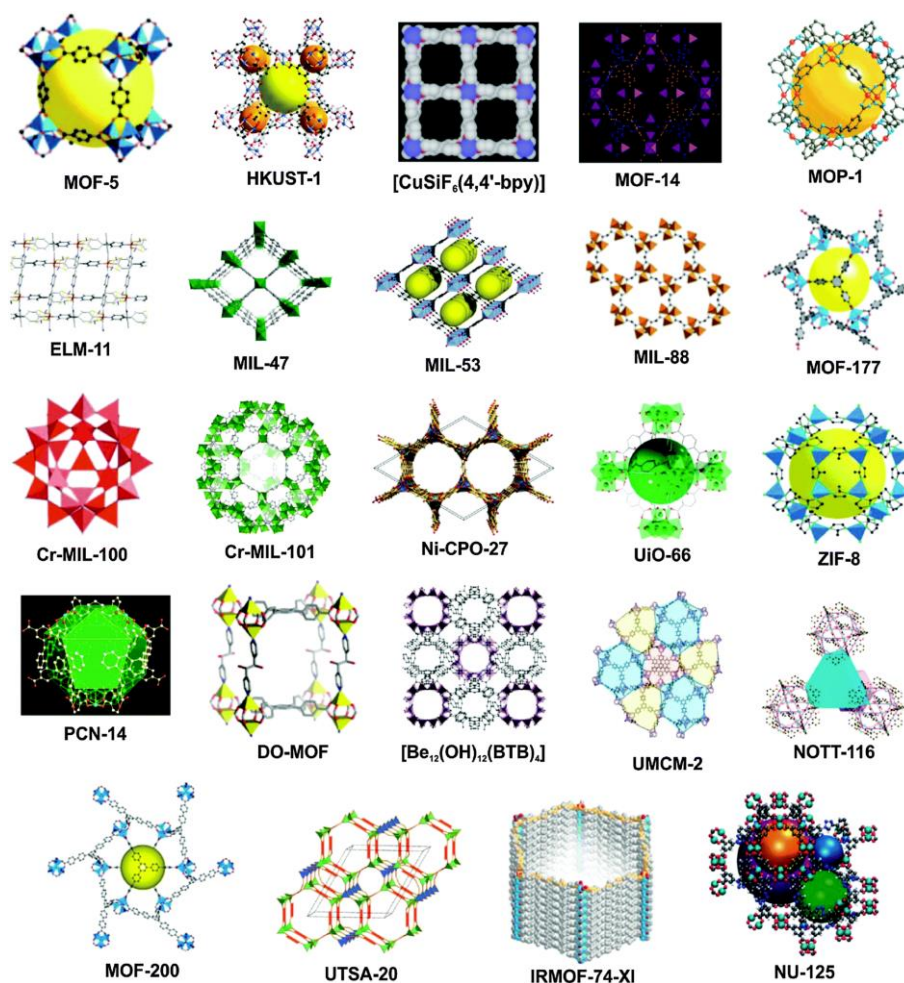 MOF-5 HKUST-1 [CuSiF₆(4,4'-bpy)] MOF-14 MOP-1
ELM-11 MIL-47 MIL-53 MIL-88 MOF-177
Cr-MIL-100 Cr-MIL-101 Ni-CPO-27 UiO-66 ZIF-8
PCN-14 DO-MOF [Be₁₂(OH)₁₂(BTB)₄] UMCM-2 NOTT-116
MOF-200 UTSA-20 IRMOF-74-XI NU-125